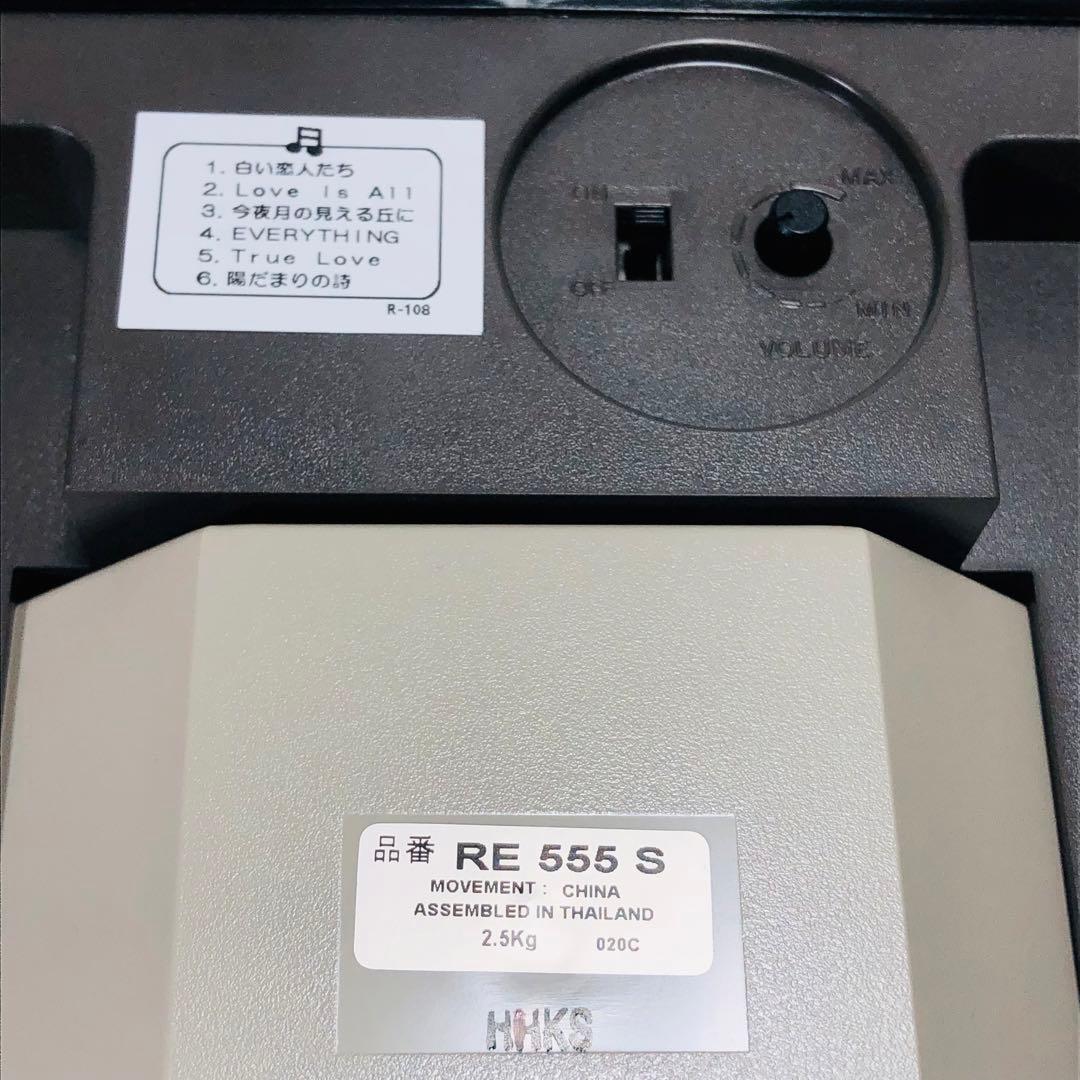 月
1. 白い恋人たち
2. Love Is All
3. 今夜月の見える丘に
4. EVERYTHING
5. True Love
6. 陽だまりの詩
R-108
ON
OFF
MAX
MIN
VOLUME
品番 RE 555 S
MOVEMENT : CHINA
ASSEMBLED IN THAILAND
2.5Kg 020C